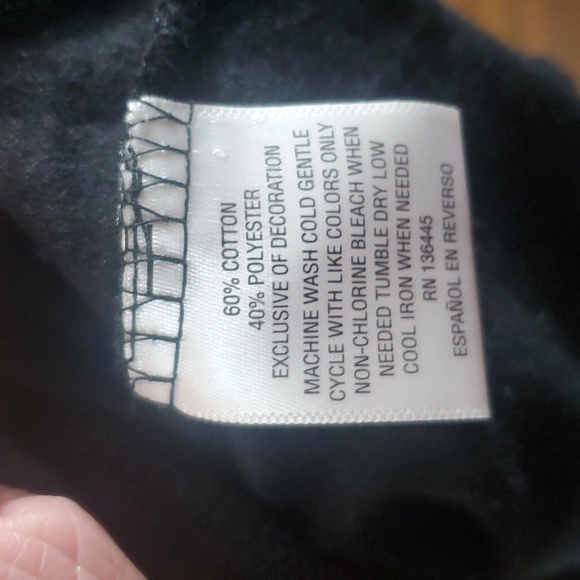 60% COTTON
40% POLYESTER
EXCLUSIVE OF DECORATION
MACHINE WASH COLD GENTLE
CYCLE WITH LIKE COLORS ONLY
NON-CHLORINE BLEACH WHEN
NEEDED TUMBLE DRY LOW
COOL IRON WHEN NEEDED
RN 136445
ESPAÑOL EN REVERSO